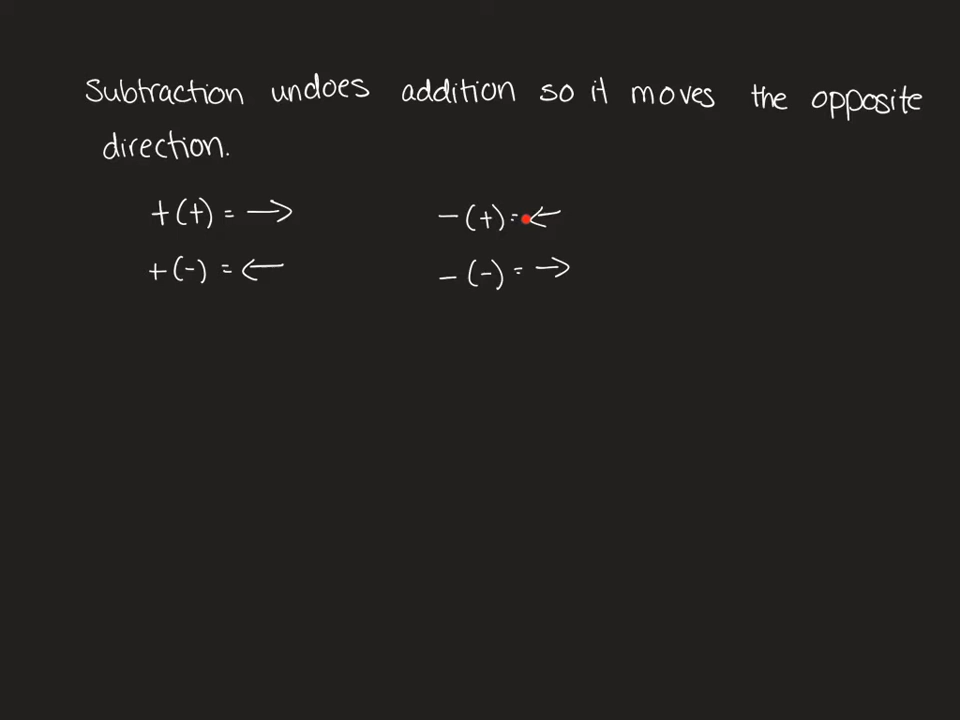 Subtraction undoes addition so it moves the opposite
direction.
+(+) = → -(+) = ←
+(-) = ← -(-) = →